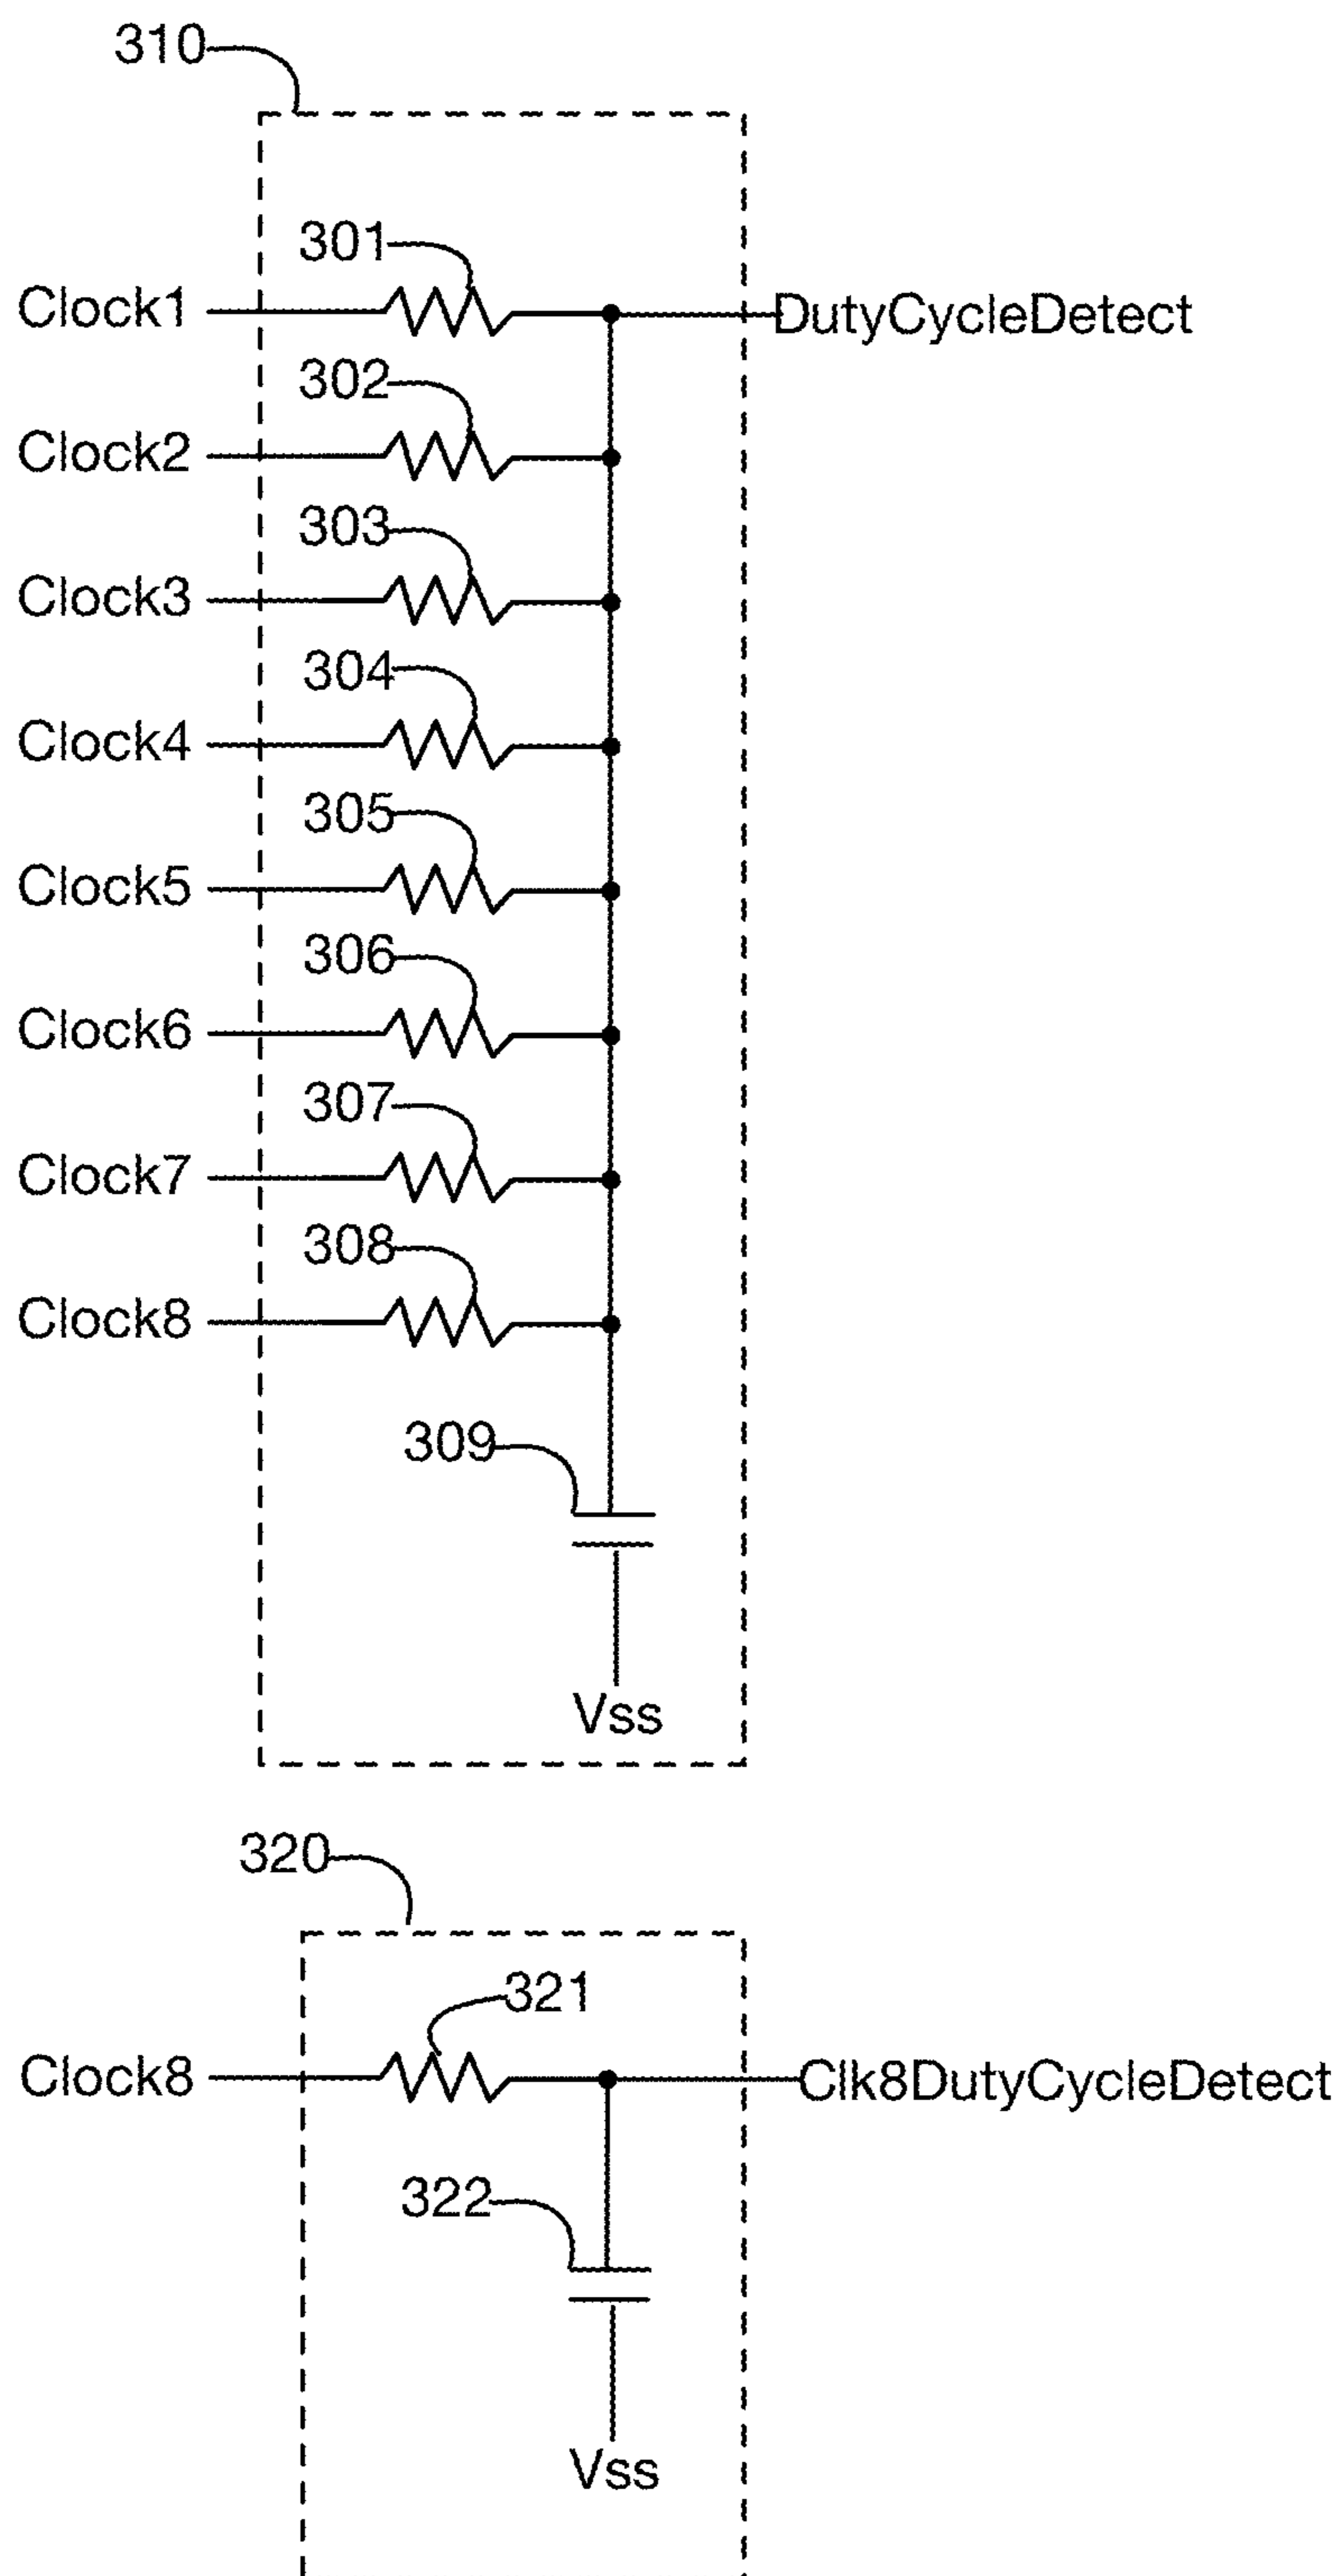 310
301
Clock1
DutyCycleDetect
302
Clock2
303
Clock3
304
Clock4
305
Clock5
306
Clock6
307
Clock7
308
Clock8
309
Vss
320
321
Clock8
Clk8DutyCycleDetect
322
Vss